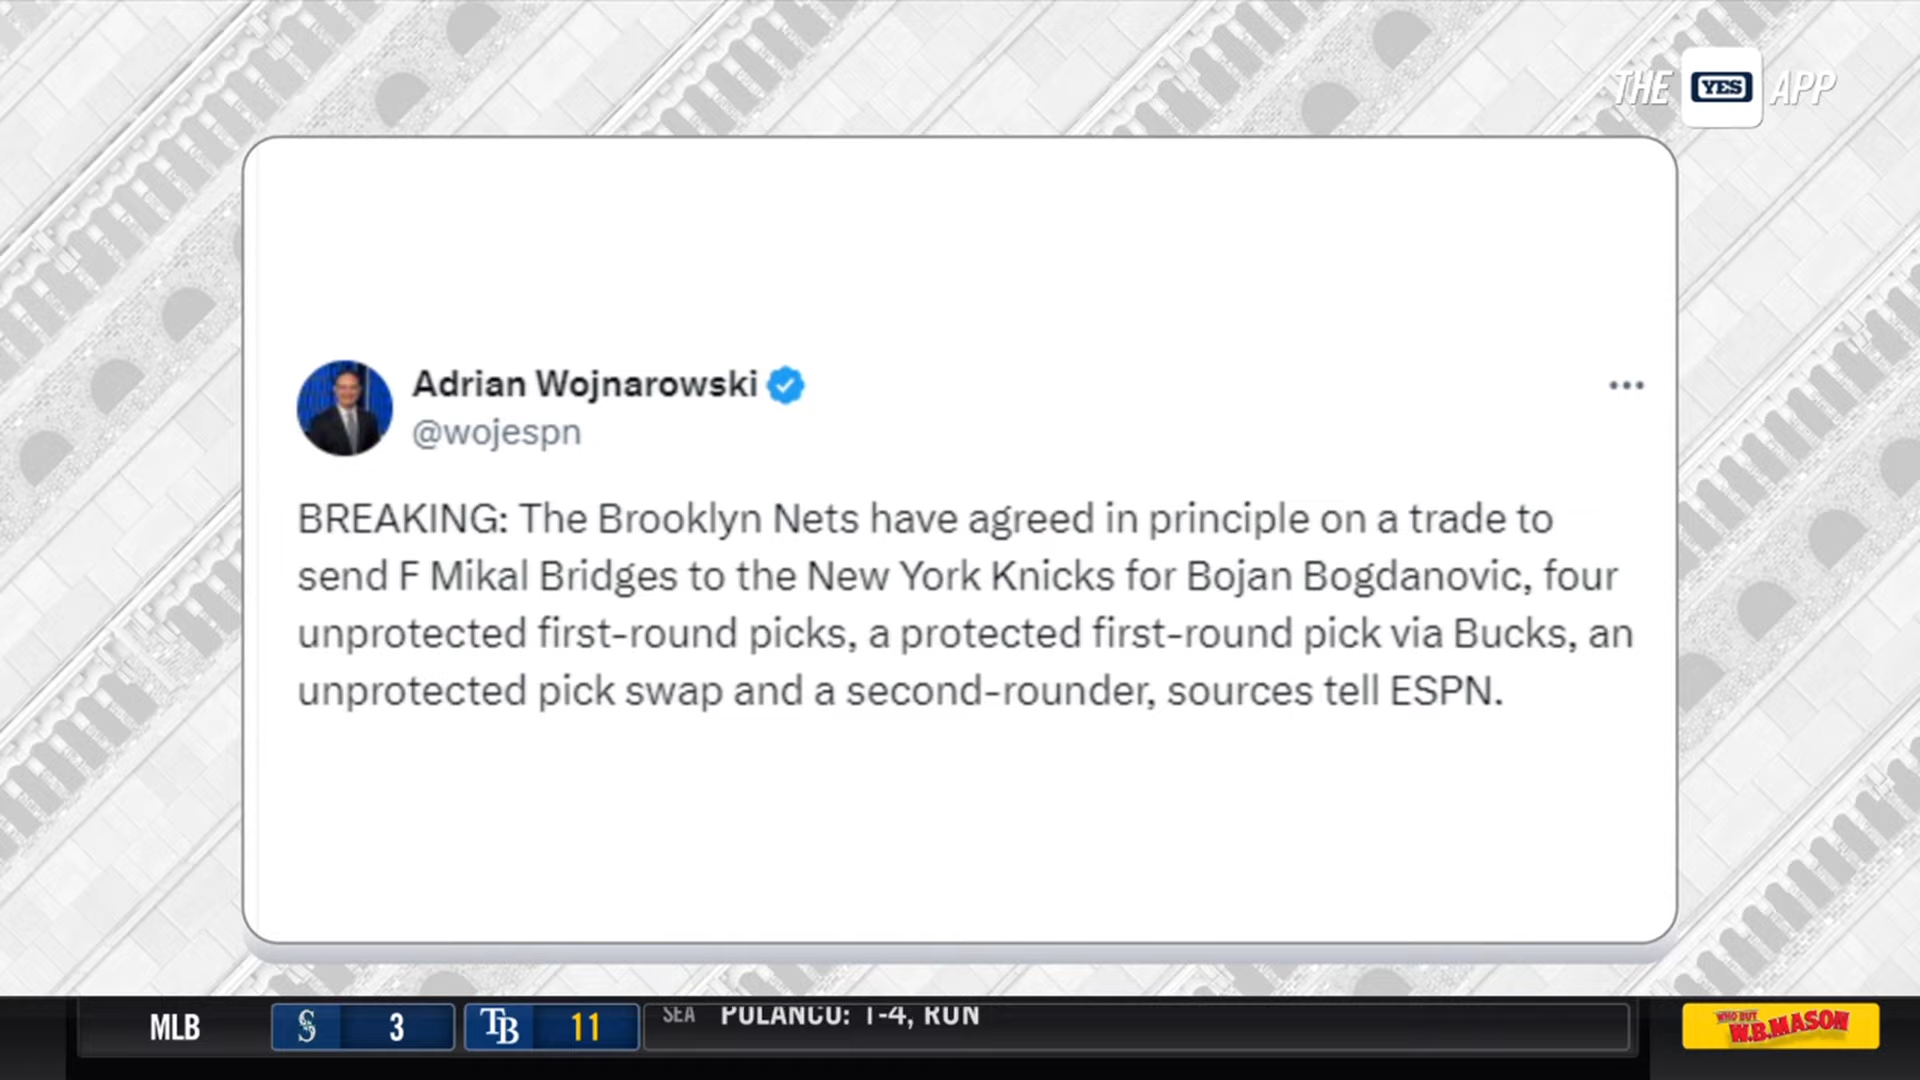 THE YES APP
Adrian Wojnarowski
@wojespn
BREAKING: The Brooklyn Nets have agreed in principle on a trade to
send F Mikal Bridges to the New York Knicks for Bojan Bogdanovic, four
unprotected first-round picks, a protected first-round pick via Bucks, an
unprotected pick swap and a second-rounder, sources tell ESPN.
MLB S 3 TB 11 SEA POLANCO: 1-4, RUN
WHO BUT
W.B.MASON